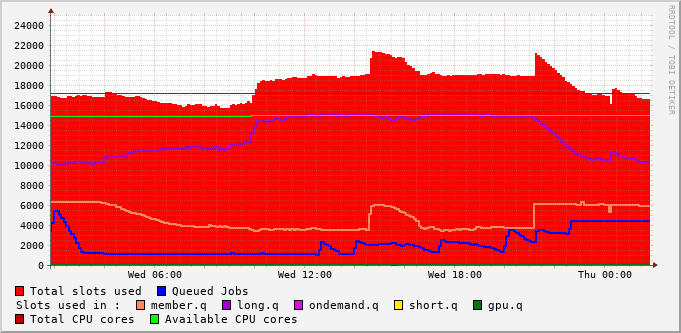 24000
22000
20000
18000
16000
14000
12000
10000
8000
6000
4000
2000
0
Wed 06:00 Wed 12:00 Wed 18:00 Thu 00:00
RRDTOOL / TOBI OETIKER
Total slots used Queued Jobs
Slots used in : member.q long.q ondemand.q short.q gpu.q
Total CPU cores Available CPU cores